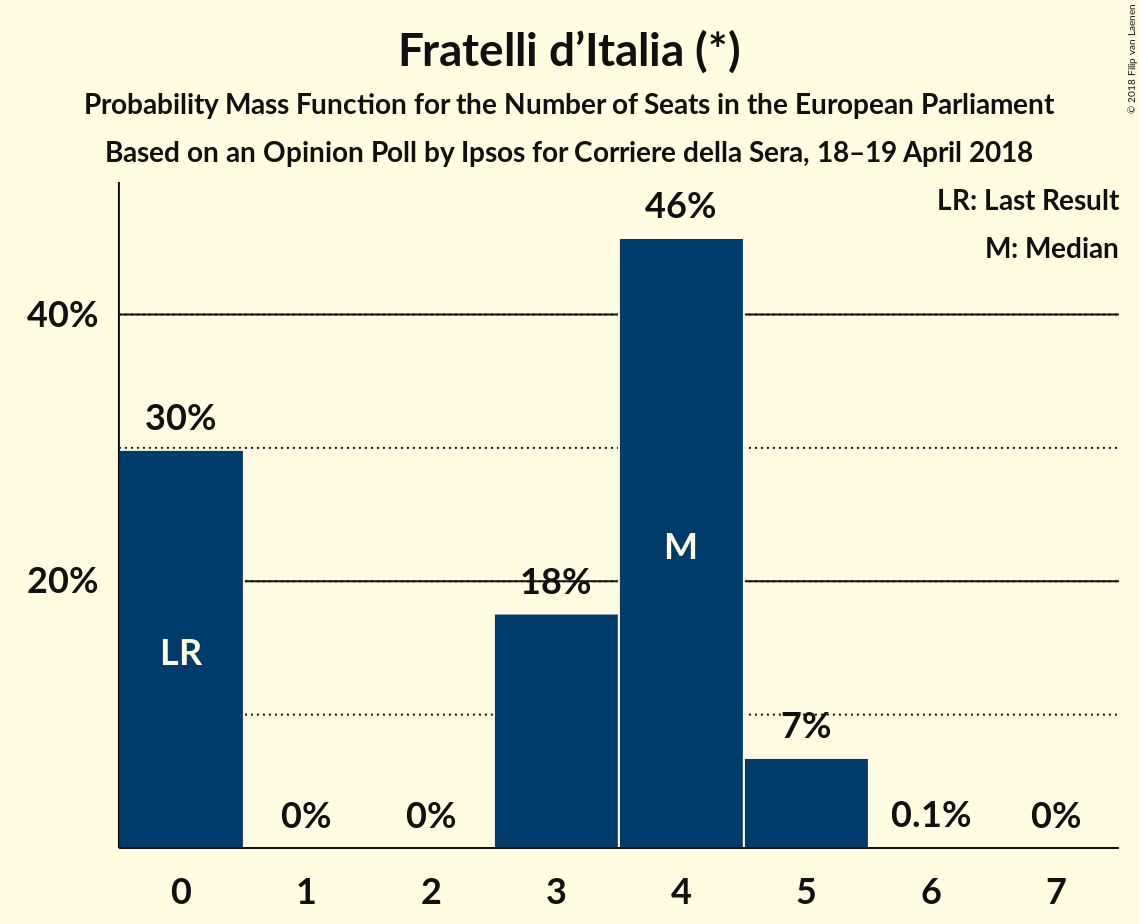 Fratelli d’Italia (*)
Probability Mass Function for the Number of Seats in the European Parliament
Based on an Opinion Poll by Ipsos for Corriere della Sera, 18–19 April 2018
© 2018 Filip van Laenen
LR: Last Result
M: Median
46%
40%
30%
M
20%
18%
LR
7%
0%
0%
0.1%
0%
0 1 2 3 4 5 6 7